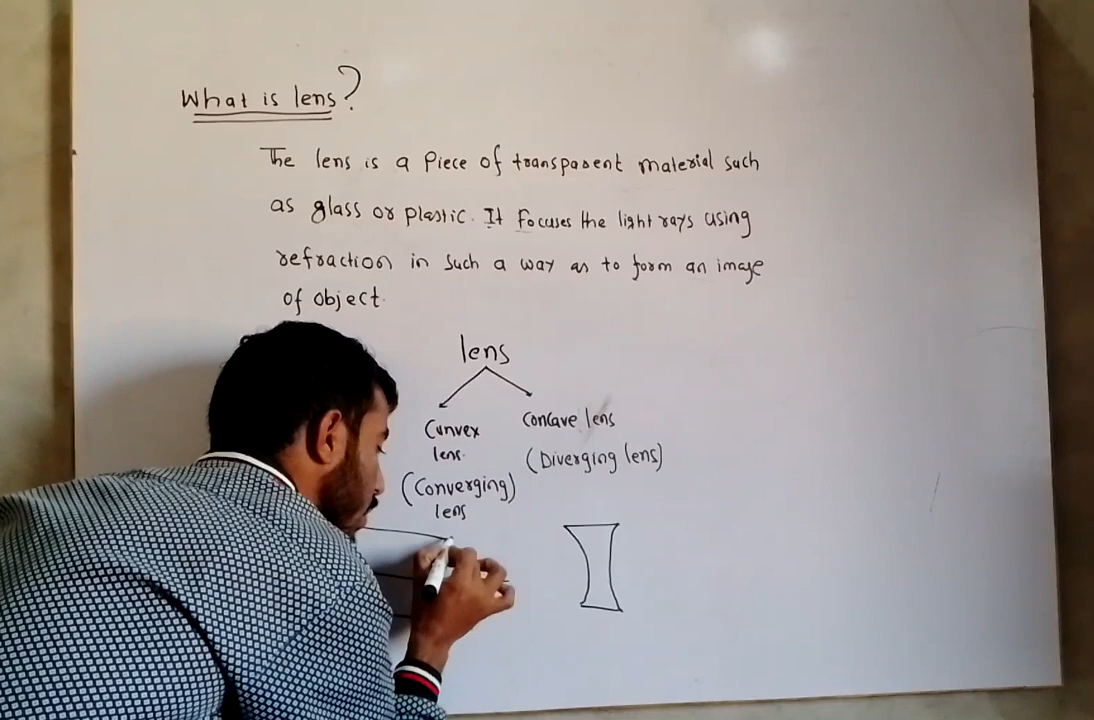 What is lens?
The lens is a piece of transparent material such
as glass or plastic. It focuses the light rays using
refraction in such a way as to form an image
of object.
lens
Convex
lens.
(Converging)
lens
Concave lens
(Diverging lens)